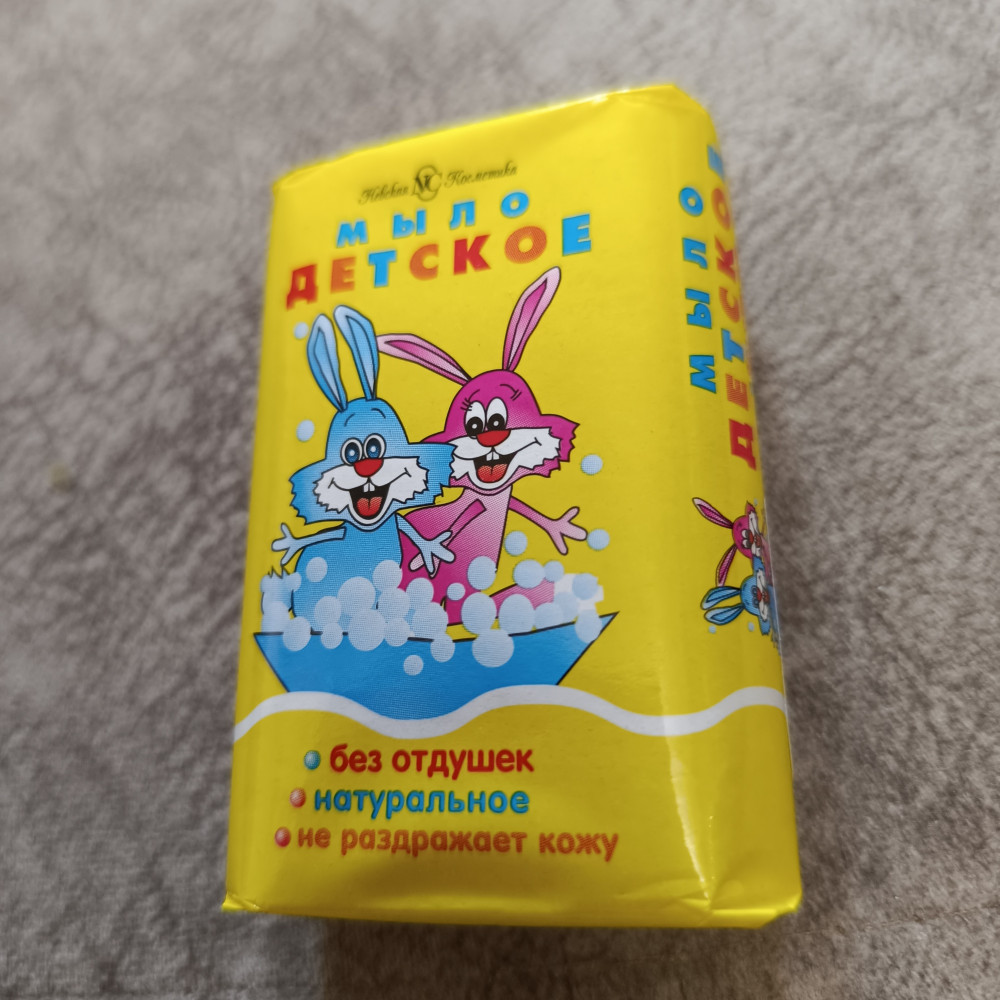 Невская Косметика
МЫЛО
ДЕТСКОЕ
без отдушек
натуральное
не раздражает кожу
МЫЛО
ДЕТСКОЕ